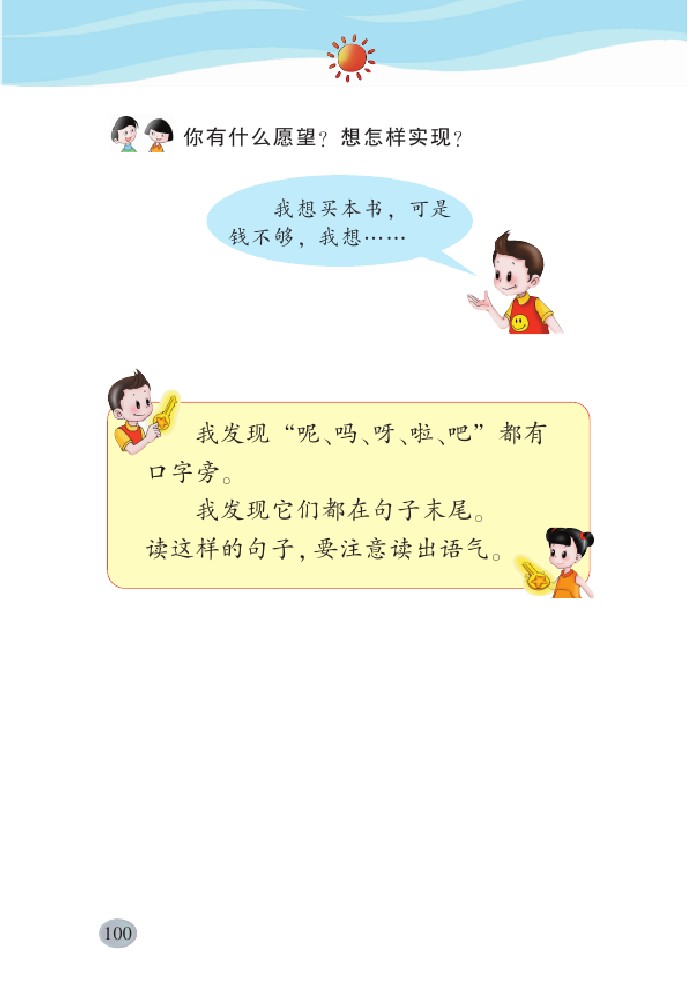 你有什么愿望？想怎样实现？
我想买本书，可是
钱不够，我想……
我发现“呢、吗、呀、啦、吧”都有
口字旁。
我发现它们都在句子末尾。
读这样的句子，要注意读出语气。
100